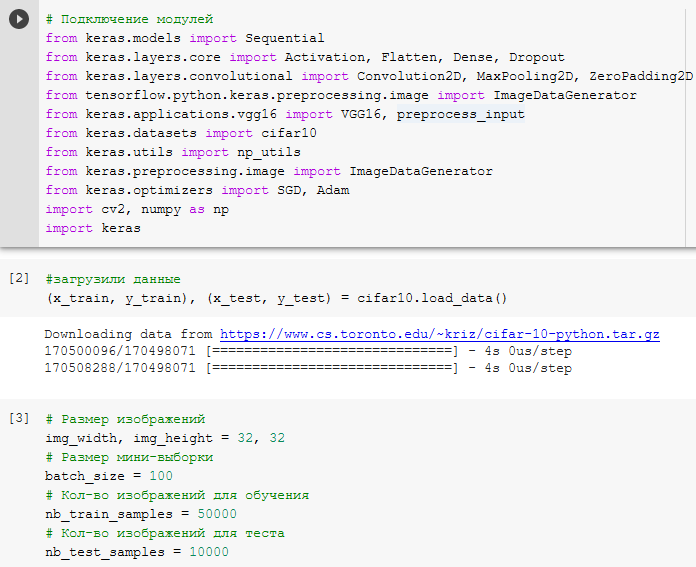 # Подключение модулей
from keras.models import Sequential
from keras.layers.core import Activation, Flatten, Dense, Dropout
from keras.layers.convolutional import Convolution2D, MaxPooling2D, ZeroPadding2D
from tensorflow.python.keras.preprocessing.image import ImageDataGenerator
from keras.applications.vgg16 import VGG16, preprocess_input
from keras.datasets import cifar10
from keras.utils import np_utils
from keras.preprocessing.image import ImageDataGenerator
from keras.optimizers import SGD, Adam
import cv2, numpy as np
import keras
[2] #загрузили данные
(x_train, y_train), (x_test, y_test) = cifar10.load_data()
Downloading data from https://www.cs.toronto.edu/~kriz/cifar-10-python.tar.gz
170500096/170498071 [==============================] - 4s 0us/step
170508288/170498071 [==============================] - 4s 0us/step
[3] # Размер изображений
img_width, img_height = 32, 32
# Размер мини-выборки
batch_size = 100
# Кол-во изображений для обучения
nb_train_samples = 50000
# Кол-во изображений для теста
nb_test_samples = 10000